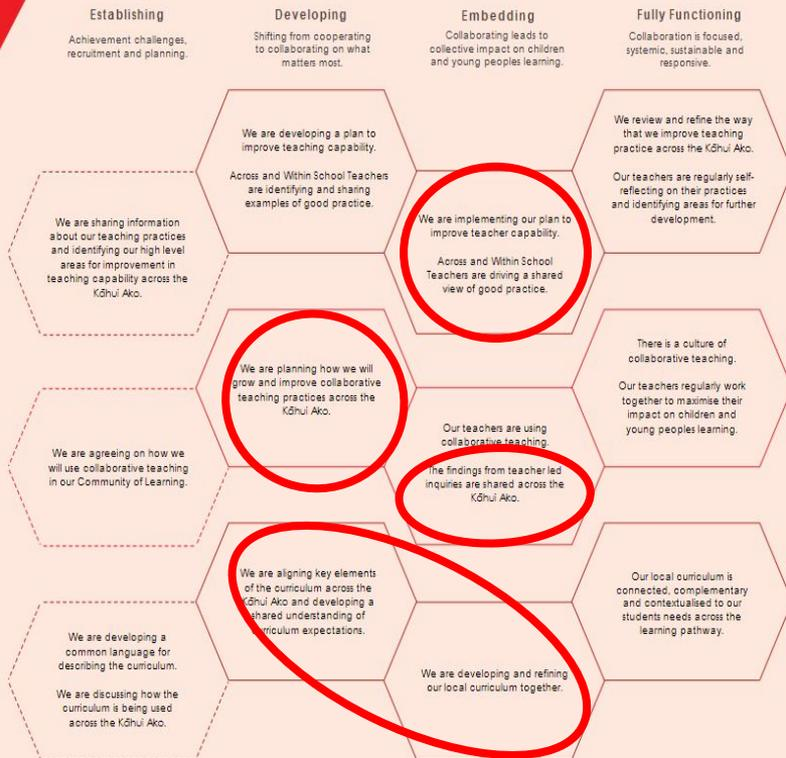 Establishing
Achievement challenges,
recruitment and planning.
Developing
Shifting from cooperating
to collaborating on what
matters most.
Embedding
Collaborating leads to
collective impact on children
and young peoples learning.
Fully Functioning
Collaboration is focused,
systemic, sustainable and
responsive.
We are sharing information
about our teaching practices
and identifying our high level
areas for improvement in
teaching capability across the
Kāhui Ako.
We are developing a plan to
improve teaching capability.
Across and Within School Teachers
are identifying and sharing
examples of good practice.
We are implementing our plan to
improve teacher capability.
Across and Within School
Teachers are driving a shared
view of good practice.
We review and refine the way
that we improve teaching
practice across the Kāhui Ako.
Our teachers are regularly self-
reflecting on their practices
and identifying areas for further
development.
We are agreeing on how we
will use collaborative teaching
in our Community of Learning.
We are planning how we will
grow and improve collaborative
teaching practices across the
Kāhui Ako.
Our teachers are using
collaborative teaching.
The findings from teacher led
inquiries are shared across the
Kāhui Ako.
There is a culture of
collaborative teaching.
Our teachers regularly work
together to maximise their
impact on children and
young peoples learning.
We are developing a
common language for
describing the curriculum.
We are discussing how the
curriculum is being used
across the Kāhui Ako.
We are aligning key elements
of the curriculum across the
Kāhui Ako and developing a
shared understanding of
curriculum expectations.
We are developing and refining
our local curriculum together.
Our local curriculum is
connected, complementary
and contextualised to our
students needs across the
learning pathway.